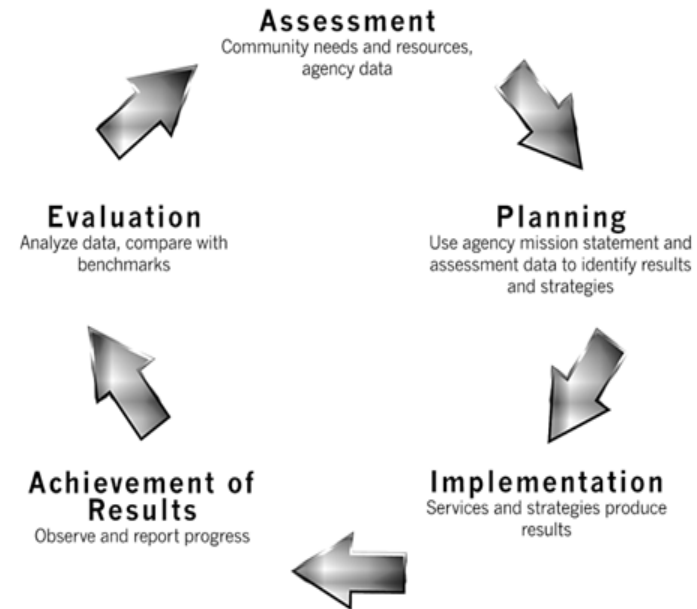 Assessment
Community needs and resources,
agency data
Evaluation
Analyze data, compare with
benchmarks
Planning
Use agency mission statement and
assessment data to identify results
and strategies
Achievement of
Results
Observe and report progress
Implementation
Services and strategies produce
results